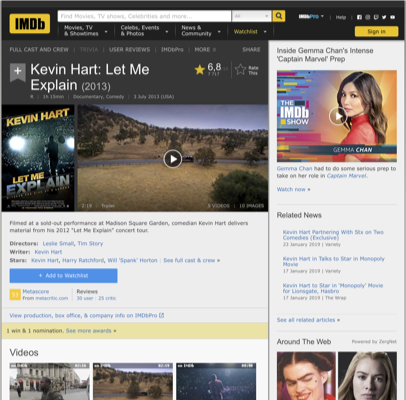 IMDb
Find Movies, TV shows, Celebrities and more...
All
IMDbPro
Help
Movies, TV
& Showtimes
Celebs, Events
& Photos
News &
Community
Watchlist
Sign in
FULL CAST AND CREW | TRIVIA | USER REVIEWS | IMDbPro | MORE
SHARE
Kevin Hart: Let Me
Explain (2013)
6,8
Rate
This
R | 1h 15min | Documentary, Comedy | 3 July 2013 (USA)
KEVIN HART
LET ME
EXPLAIN
2:19 | Trailer
5 VIDEOS | 10 IMAGES
Filmed at a sold-out performance at Madison Square Garden, comedian Kevin Hart delivers
material from his 2012 "Let Me Explain" concert tour.
Directors: Leslie Small, Tim Story
Writer: Kevin Hart
Stars: Kevin Hart, Harry Ratchford, Will 'Spank' Horton | See full cast & crew »
+ Add to Watchlist
Metascore
From metacritic.com
Reviews
36 user | 25 critic
View production, box office, & company info on IMDbPro
1 win & 1 nomination. See more awards »
Videos
Inside Gemma Chan's Intense
'Captain Marvel' Prep
THE
IMDb
SHOW
GEMMA CHAN
Gemma Chan had to do some serious prep to
take on her role in Captain Marvel.
Watch now »
Related News
Kevin Hart Partnering With Six on Two
Comedies (Exclusive)
22 January 2019 | Variety
Kevin Hart in Talks to Star in Monopoly
Movie
17 January 2019 | Variety
Kevin Hart to Star in 'Monopoly' Movie
for Lionsgate, Hasbro
17 January 2019 | The Wrap
See all related articles »
Around The Web
Powered by ZergNet